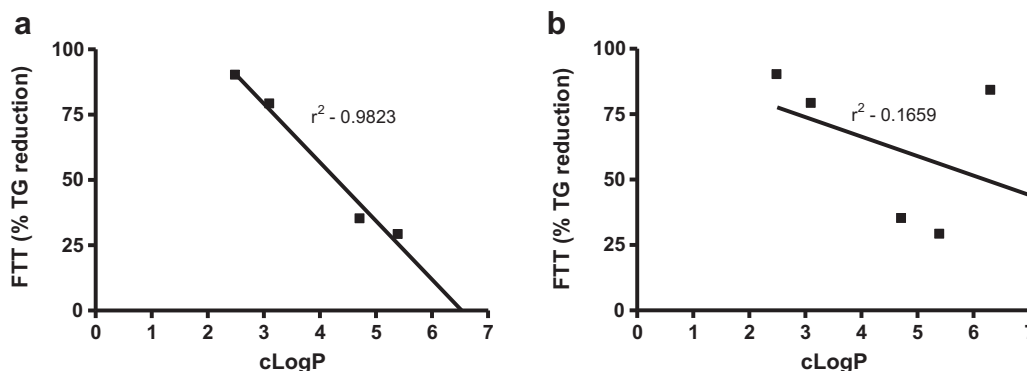 a
FTT (% TG reduction)
100
75
50
25
0
r² - 0.9823
0 1 2 3 4 5 6 7
cLogP
b
FTT (% TG reduction)
100
75
50
25
0
r² - 0.1659
0 1 2 3 4 5 6 7
cLogP